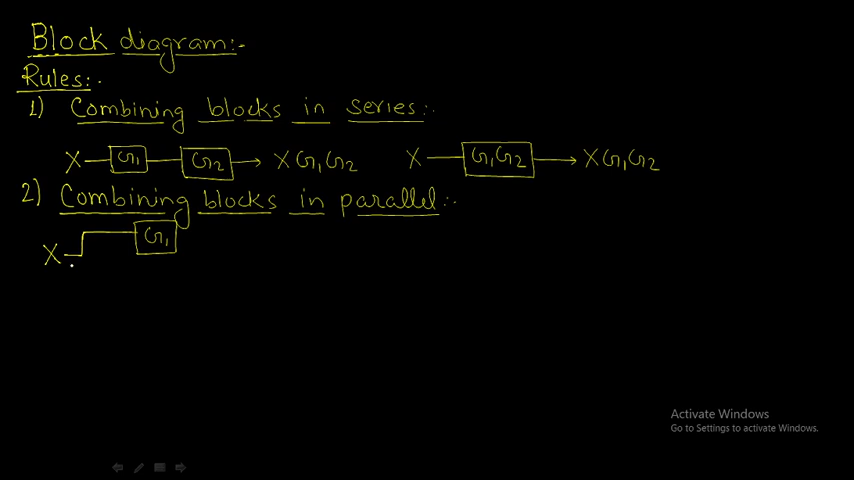 Block diagram:-
Rules:-
1) Combining blocks in series:-
X G1 G2 XG1G2 X G1G2 XG1G2
2) Combining blocks in parallel:-
G1
X
Activate Windows
Go to Settings to activate Windows.